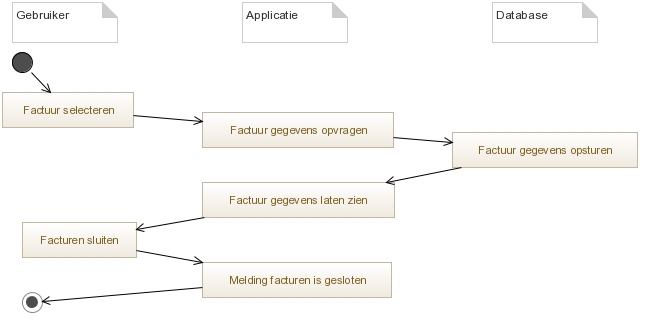 Gebruiker
Applicatie
Database
Factuur selecteren
Factuur gegevens opvragen
Factuur gegevens opsturen
Factuur gegevens laten zien
Facturen sluiten
Melding facturen is gesloten